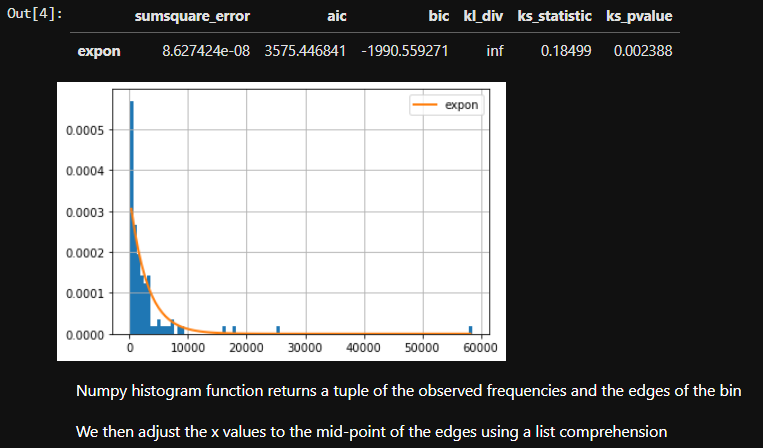 Out[4]:
sumsquare_error aic bic kl_div ks_statistic ks_pvalue
expon 8.627424e-08 3575.446841 -1990.559271 inf 0.18499 0.002388
expon
0.0005
0.0004
0.0003
0.0002
0.0001
0.0000
0 10000 20000 30000 40000 50000 60000
Numpy histogram function returns a tuple of the observed frequencies and the edges of the bin
We then adjust the x values to the mid-point of the edges using a list comprehension